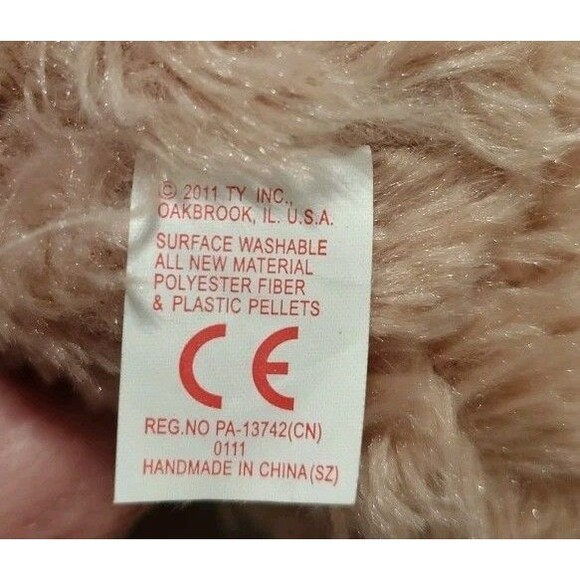 © 2011 TY INC.,
OAKBROOK, IL. U.S.A.
SURFACE WASHABLE
ALL NEW MATERIAL
POLYESTER FIBER
& PLASTIC PELLETS
CE
REG.NO PA-13742(CN)
0111
HANDMADE IN CHINA(SZ)